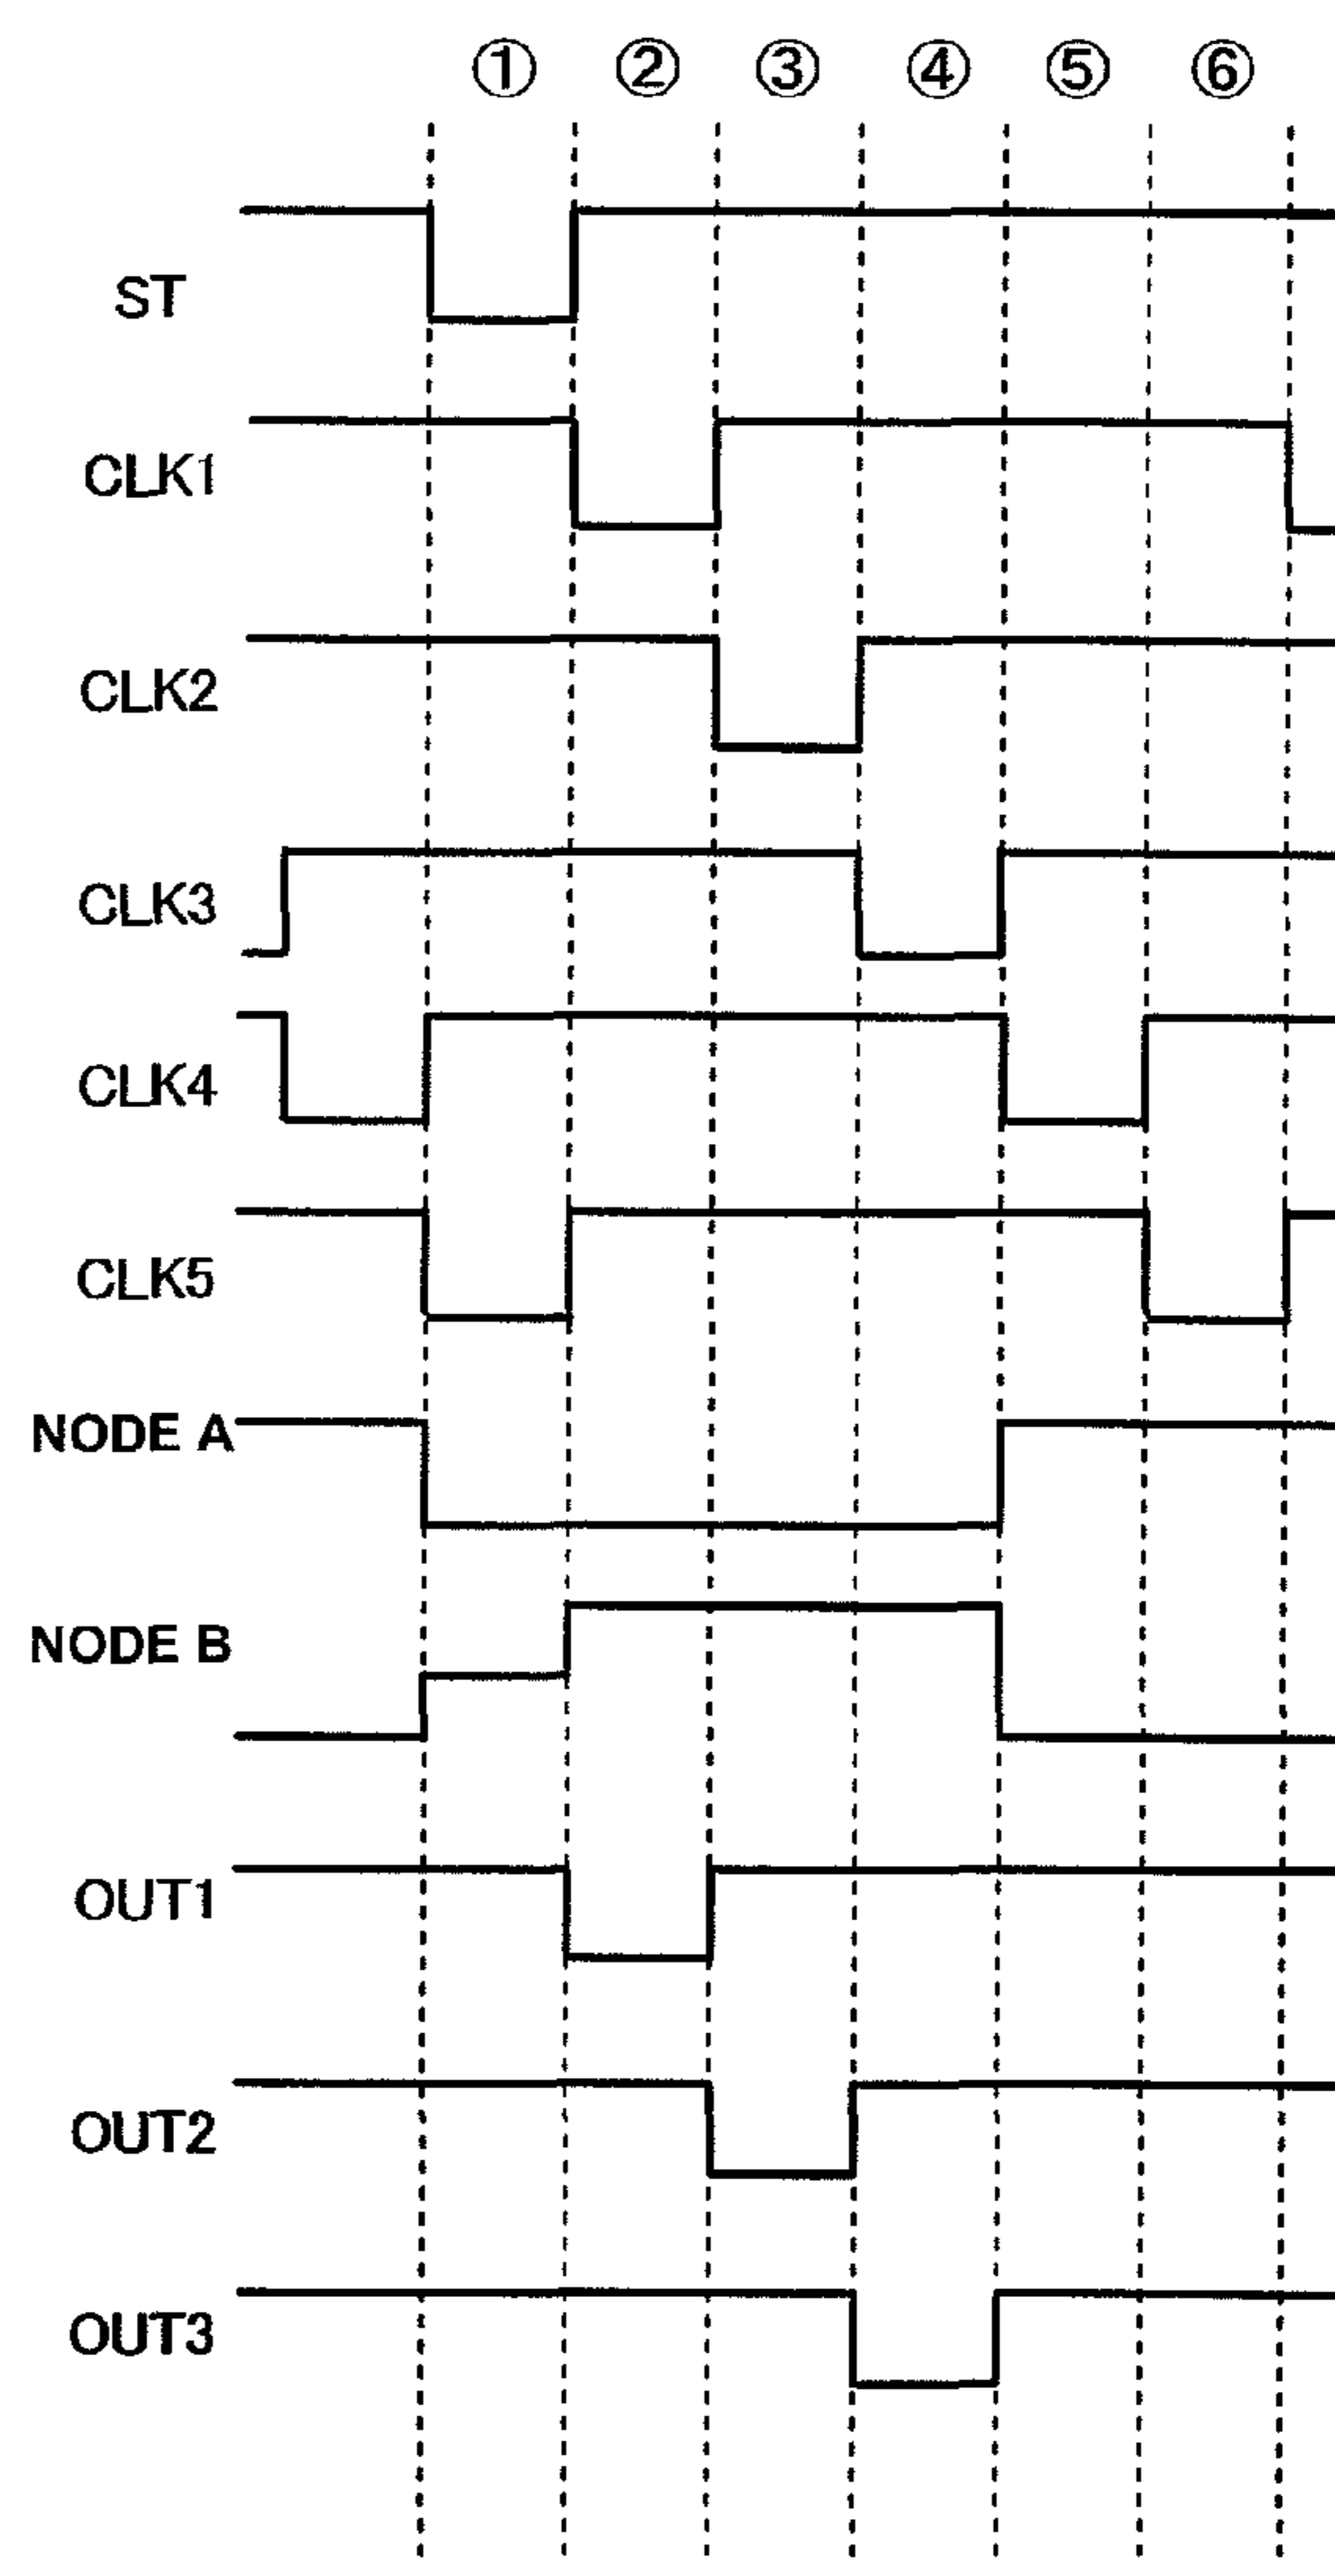 ① ② ③ ④ ⑤ ⑥
ST
CLK1
CLK2
CLK3
CLK4
CLK5
NODE A
NODE B
OUT1
OUT2
OUT3